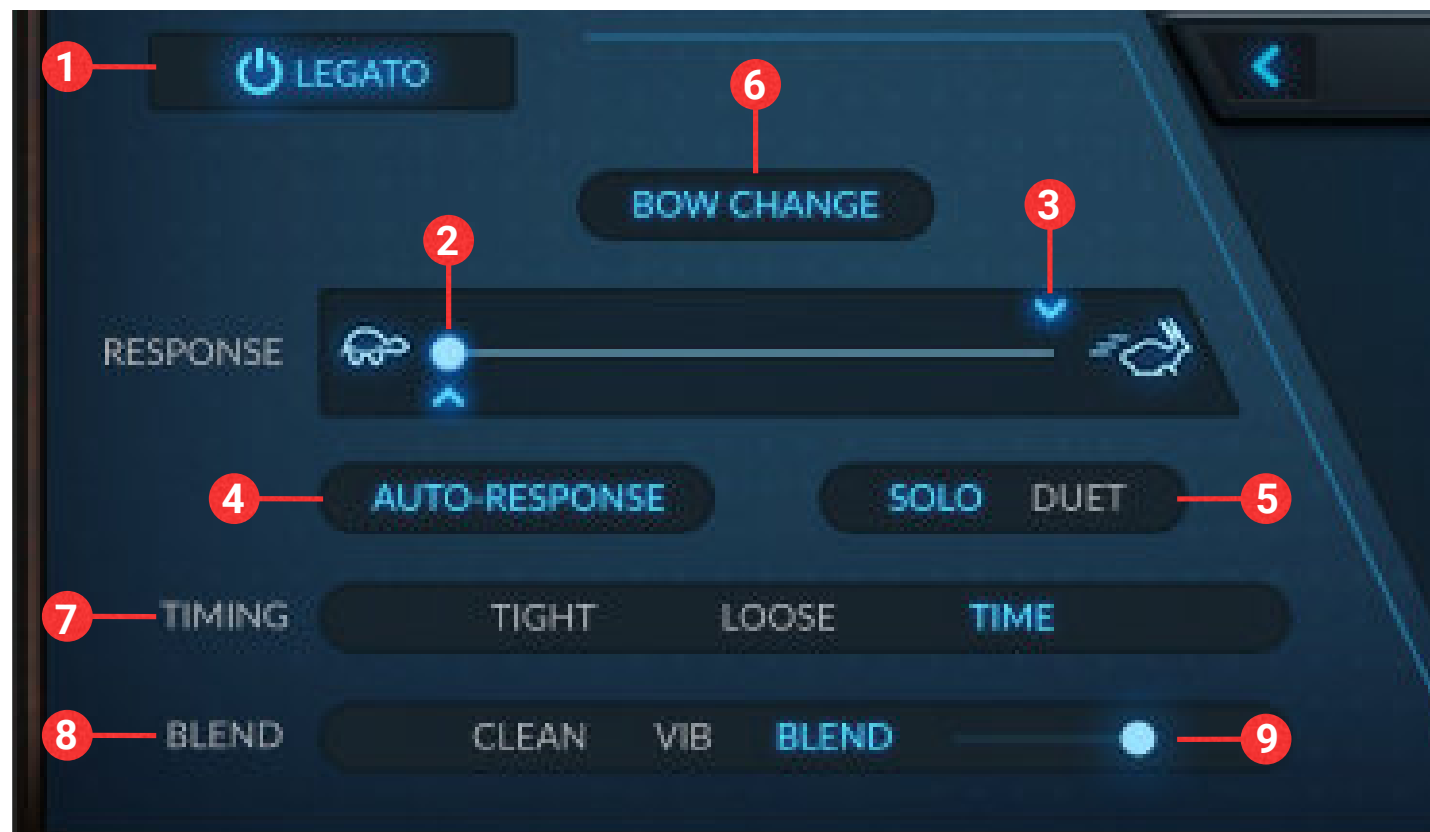 1 LEGATO
6
BOW CHANGE
2 3
RESPONSE
4 AUTO-RESPONSE SOLO DUET 5
7 TIMING TIGHT LOOSE TIME
8 BLEND CLEAN VIB BLEND 9